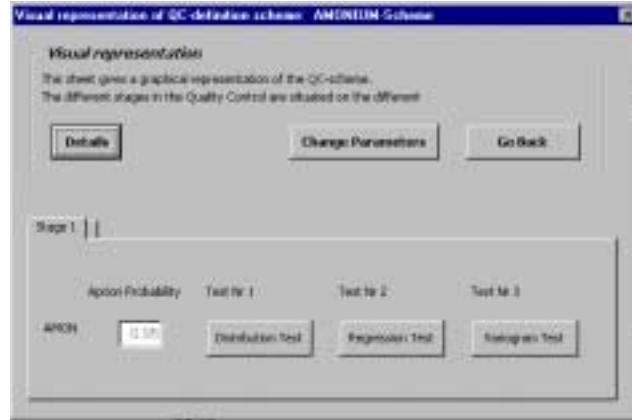 Visual representation of QC-definition scheme: AMONIUM-Scheme
Visual representation
This sheet gives a graphical representation of the QC-scheme.
The different stages in the Quality Control are situated on the different
Details Change Parameters Go Back
Stage 1
Apriori Probability Test Nr 1 Test Nr 2 Test Nr 3
AMON Distribution Test Regression Test Variogram Test